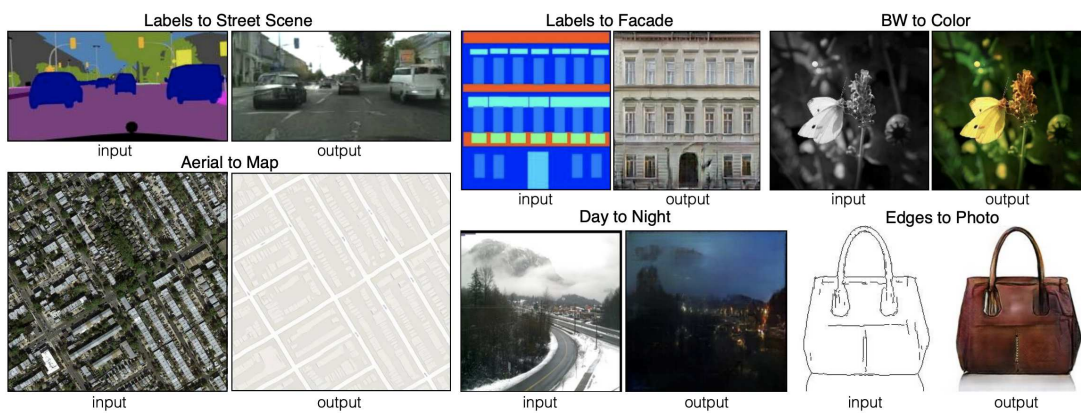 Labels to Street Scene
input
output
Aerial to Map
input
output
Labels to Facade
input
output
BW to Color
input
output
Day to Night
input
output
Edges to Photo
input
output